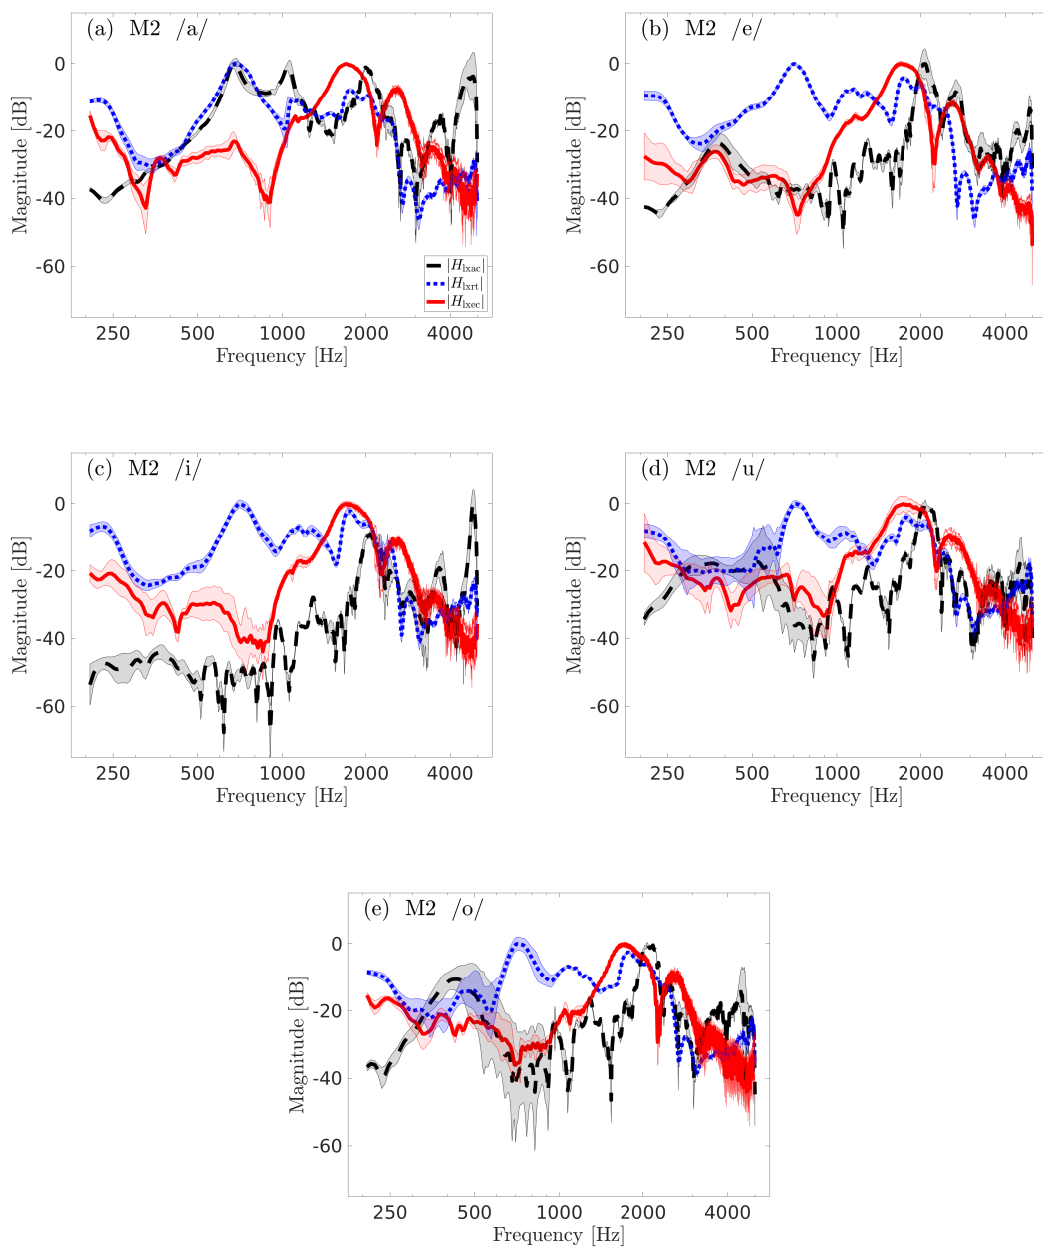 (a) M2 /a/
0
-20
-40
-60
Magnitude [dB]
250 500 1000 2000 4000
Frequency [Hz]
|H_lxac|
|H_lxrt|
|H_lxec|
(b) M2 /e/
0
-20
-40
-60
Magnitude [dB]
250 500 1000 2000 4000
Frequency [Hz]
(c) M2 /i/
0
-20
-40
-60
Magnitude [dB]
250 500 1000 2000 4000
Frequency [Hz]
(d) M2 /u/
0
-20
-40
-60
Magnitude [dB]
250 500 1000 2000 4000
Frequency [Hz]
(e) M2 /o/
0
-20
-40
-60
Magnitude [dB]
250 500 1000 2000 4000
Frequency [Hz]